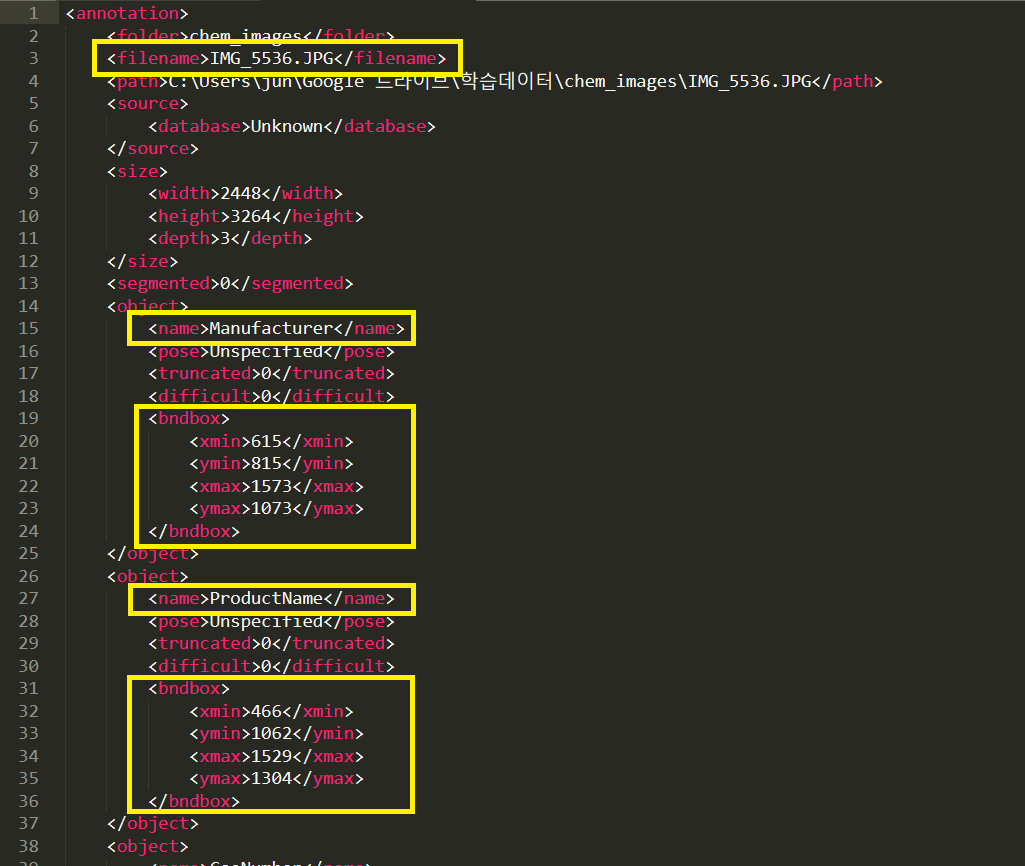 1 <annotation>
2 <folder>chem_images</folder>
3 <filename>IMG_5536.JPG</filename>
4 <path>C:\Users\jun\Google 드라이브\학습데이터\chem_images\IMG_5536.JPG</path>
5 <source>
6 <database>Unknown</database>
7 </source>
8 <size>
9 <width>2448</width>
10 <height>3264</height>
11 <depth>3</depth>
12 </size>
13 <segmented>0</segmented>
14 <object>
15 <name>Manufacturer</name>
16 <pose>Unspecified</pose>
17 <truncated>0</truncated>
18 <difficult>0</difficult>
19 <bndbox>
20 <xmin>615</xmin>
21 <ymin>815</ymin>
22 <xmax>1573</xmax>
23 <ymax>1073</ymax>
24 </bndbox>
25 </object>
26 <object>
27 <name>ProductName</name>
28 <pose>Unspecified</pose>
29 <truncated>0</truncated>
30 <difficult>0</difficult>
31 <bndbox>
32 <xmin>466</xmin>
33 <ymin>1062</ymin>
34 <xmax>1529</xmax>
35 <ymax>1304</ymax>
36 </bndbox>
37 </object>
38 <object>
39 <name>CasNumber</name>